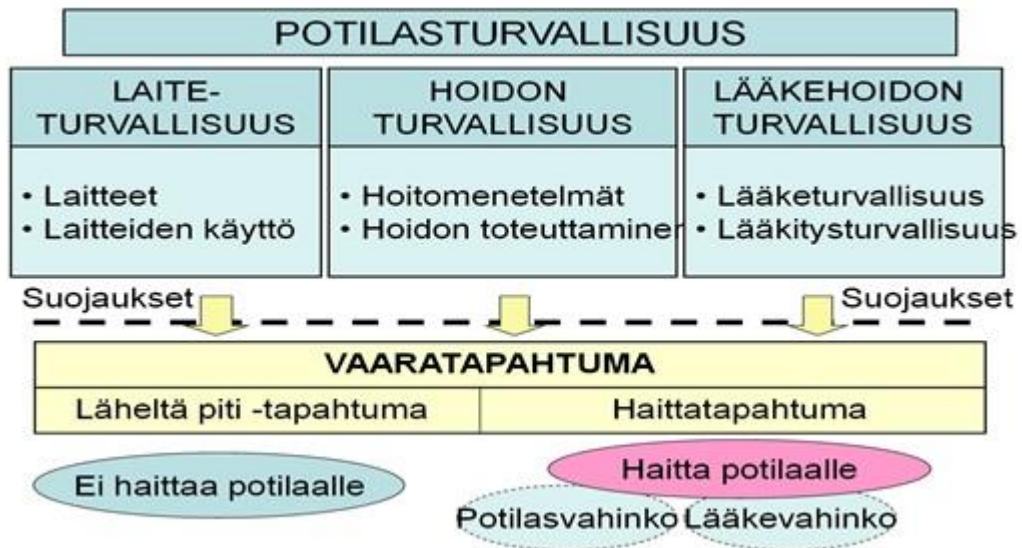 POTILASTURVALLISUUS
LAITE-
TURVALLISUUS
• Laitteet
• Laitteiden käyttö
HOIDON
TURVALLISUUS
• Hoitomenetelmät
• Hoidon toteuttaminen
LÄÄKEHOIDON
TURVALLISUUS
• Lääketurvallisuus
• Lääkitysturvallisuus
Suojaukset
Suojaukset
VAARATAPAHTUMA
Läheltä piti -tapahtuma
Haittatapahtuma
Ei haittaa potilaalle
Haitta potilaalle
Potilasvahinko
Lääkevahinko